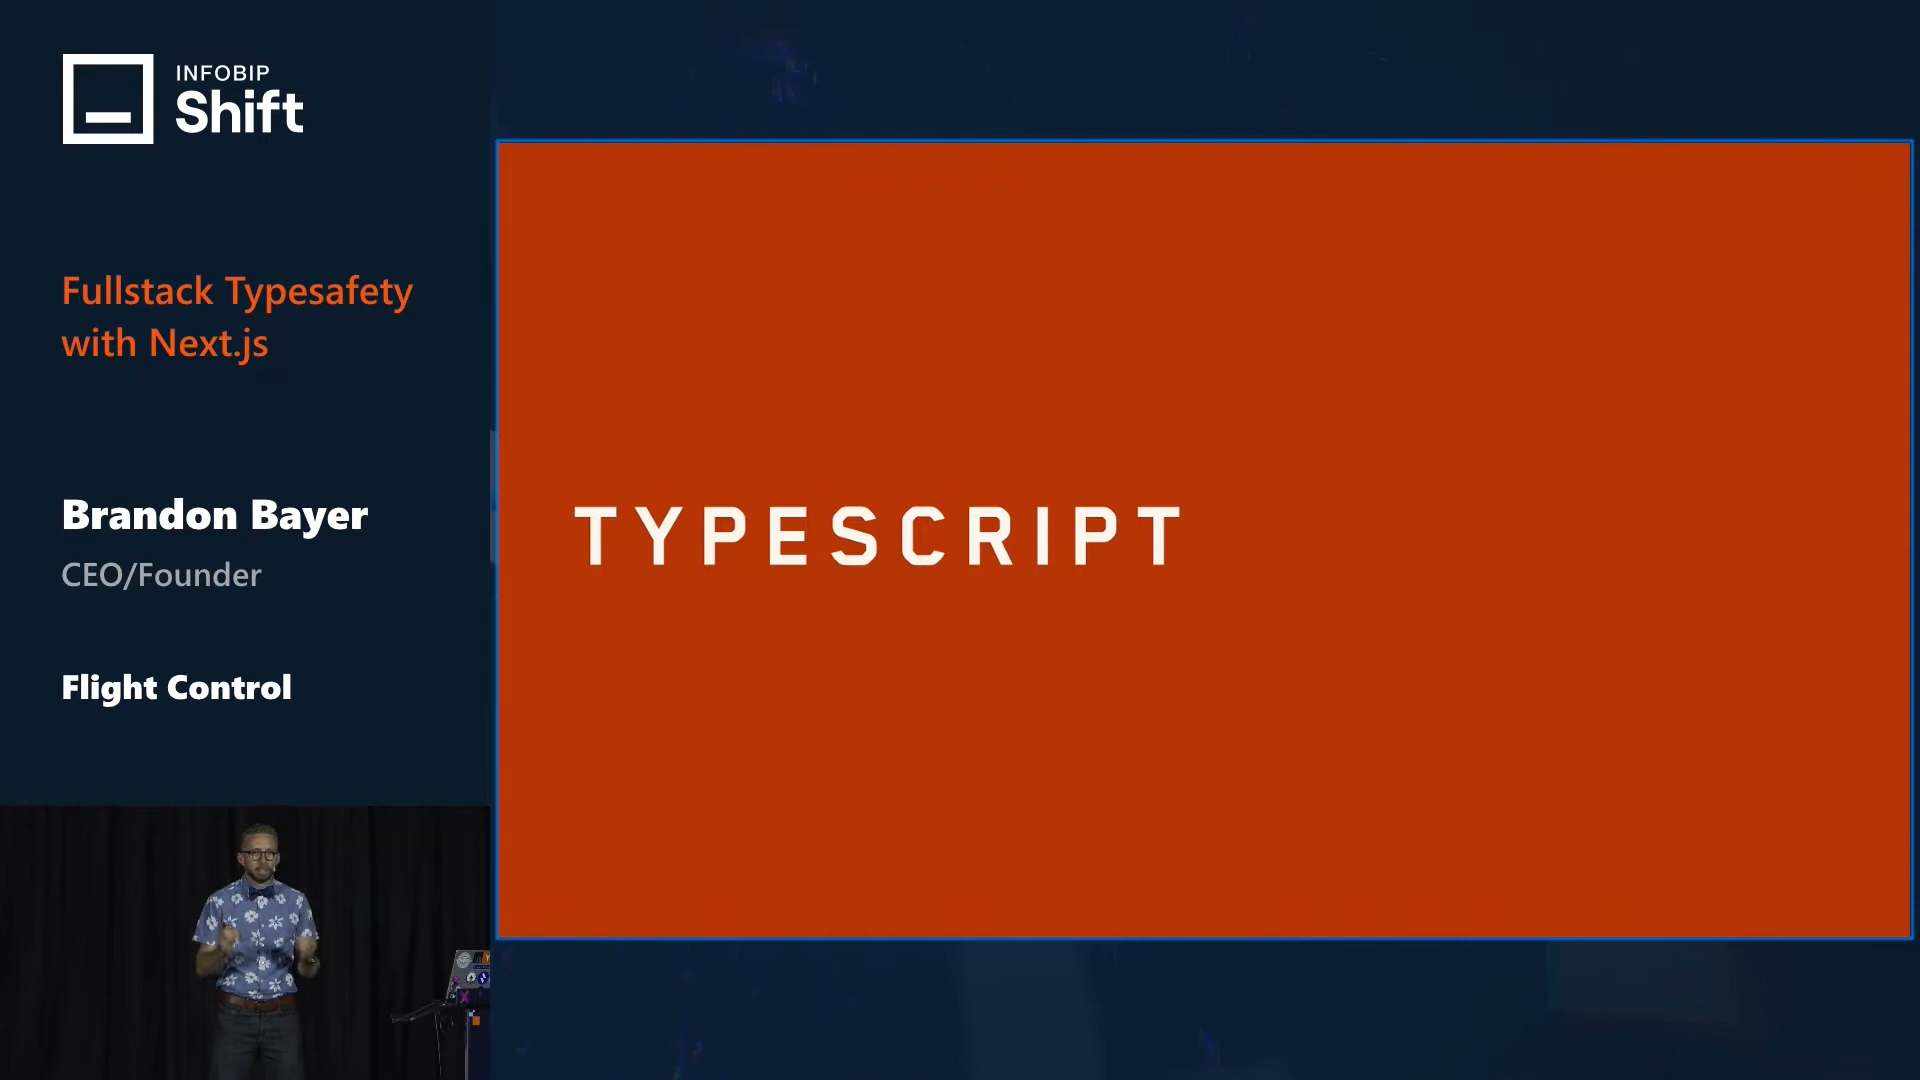 INFOBIP
Shift
Fullstack Typesafety
with Next.js
Brandon Bayer
CEO/Founder
Flight Control
TYPESCRIPT